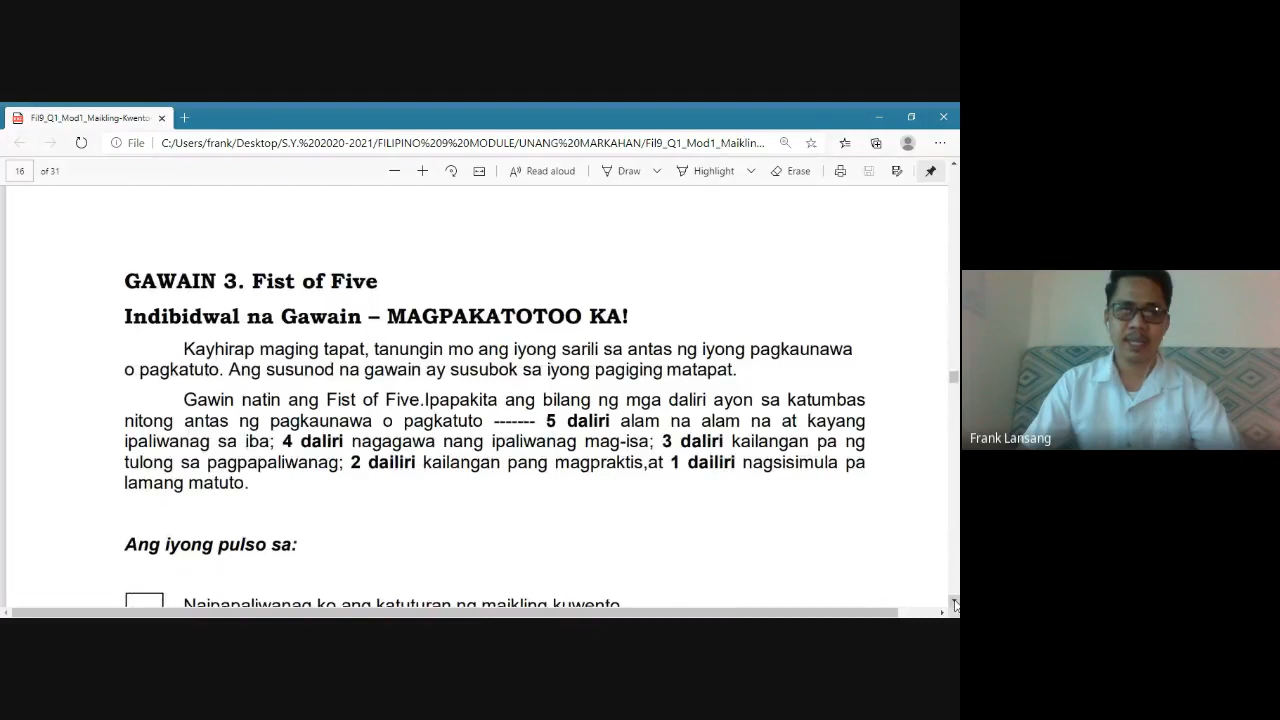 Fil9_Q1_Mod1_Maikling-Kwento
File C:/Users/frank/Desktop/S.Y.%202020-2021/FILIPINO%209%20MODULE/UNANG%20MARKAHAN/Fil9_Q1_Mod1_Maiklin...
16 of 31 Read aloud Draw Highlight Erase
GAWAIN 3. Fist of Five
Indibidwal na Gawain – MAGPAKATOTOO KA!
Kayhirap maging tapat, tanungin mo ang iyong sarili sa antas ng iyong pagkaunawa
o pagkatuto. Ang susunod na gawain ay susubok sa iyong pagiging matapat.
Gawin natin ang Fist of Five.Ipapakita ang bilang ng mga daliri ayon sa katumbas
nitong antas ng pagkaunawa o pagkatuto ------- 5 daliri alam na alam na at kayang
ipaliwanag sa iba; 4 daliri nagagawa nang ipaliwanag mag-isa; 3 daliri kailangan pa ng
tulong sa pagpapaliwanag; 2 dailiri kailangan pang magpraktis,at 1 dailiri nagsisimula pa
lamang matuto.
Ang iyong pulso sa:
Naipapaliwanag ko ang katuturan ng maikling kuwento
Frank Lansang